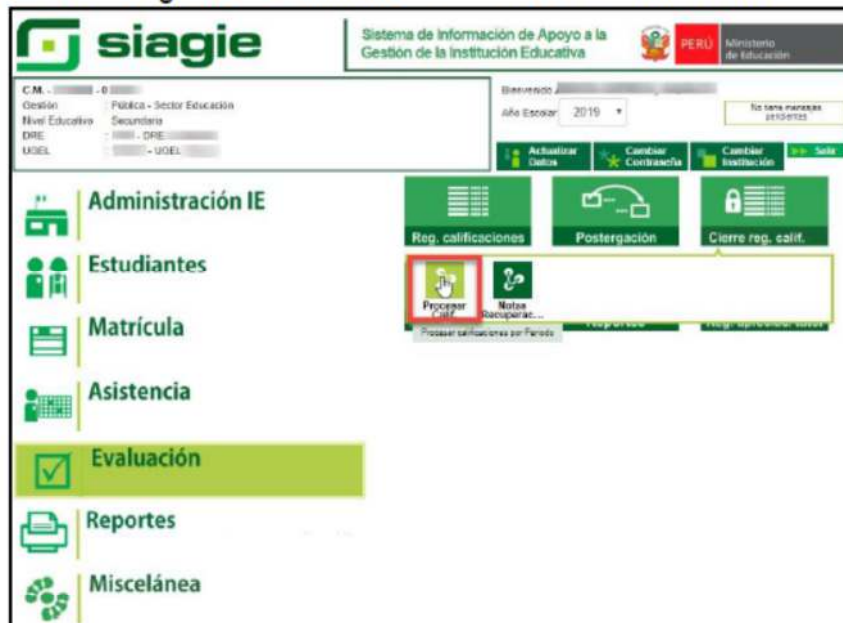 siagie
Sistema de Información de Apoyo a la
Gestión de la Institución Educativa
PERÚ
Ministerio
de Educación
C.M. - - 0
Gestión : Pública - Sector Educación
Nivel Educativo : Secundaria
DRE : - DRE
UGEL : - UGEL
Bienvenido
Año Escolar 2019
No tiene mensajes
pendientes
Actualizar
Datos
Cambiar
Contraseña
Cambiar
Institución
Salir
Administración IE
Estudiantes
Matrícula
Asistencia
Evaluación
Reportes
Miscelánea
Reg. calificaciones
Postergación
Cierre reg. calif.
Procesar
Calif.
Notas
Recuperac...
Procesar calificaciones por Periodo
Reportes